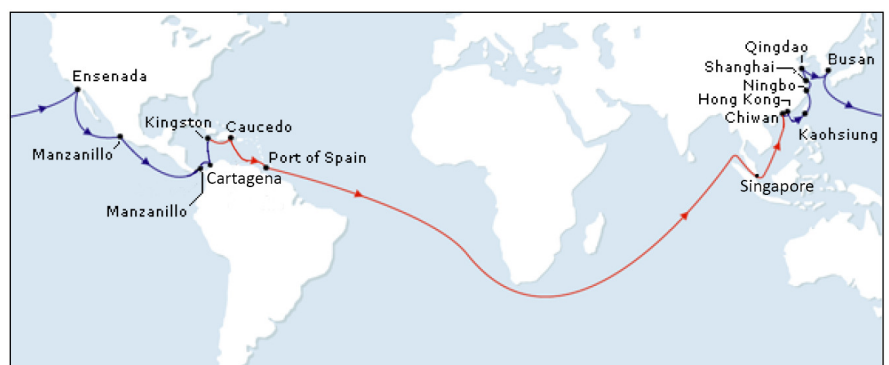 Ensenada
Manzanillo
Kingston
Caucedo
Port of Spain
Cartagena
Manzanillo
Qingdao
Busan
Shanghai
Ningbo
Hong Kong
Chiwan
Kaohsiung
Singapore